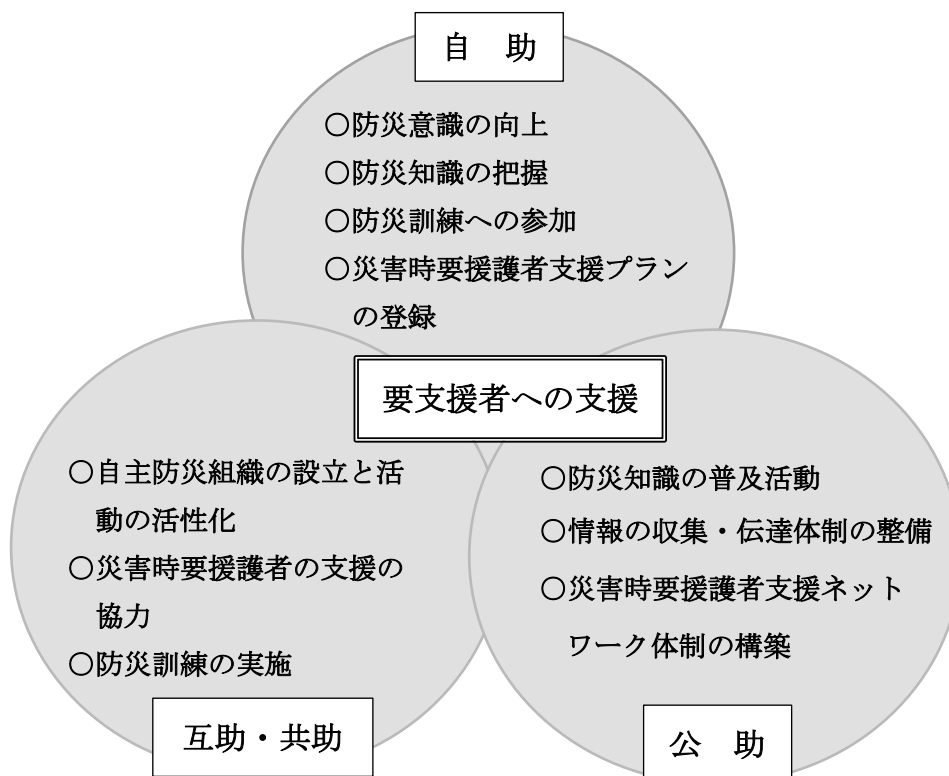 自　助
○防災意識の向上
○防災知識の把握
○防災訓練への参加
○災害時要援護者支援プラン
の登録
要支援者への支援
○自主防災組織の設立と活
動の活性化
○災害時要援護者の支援の
協力
○防災訓練の実施
互助・共助
○防災知識の普及活動
○情報の収集・伝達体制の整備
○災害時要援護者支援ネット
ワーク体制の構築
公　助